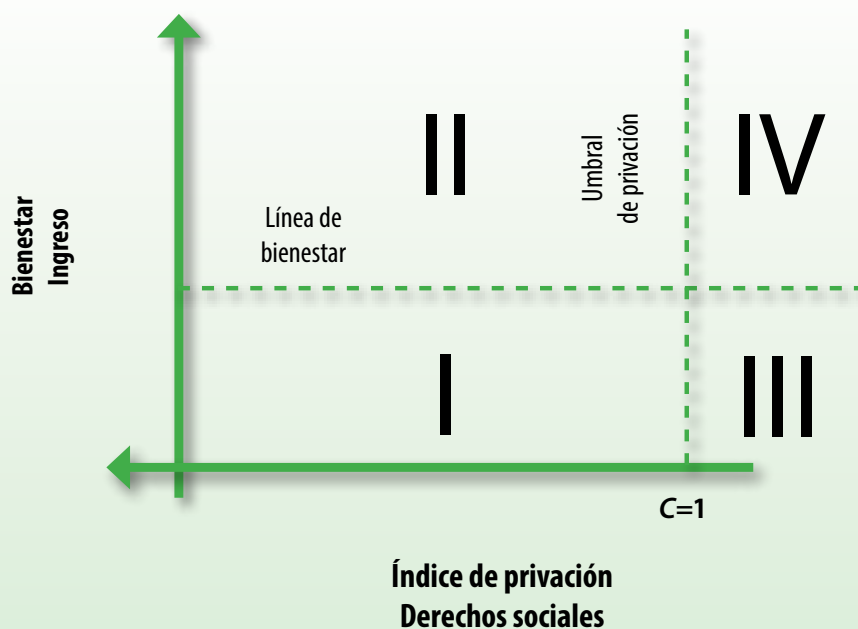 II
IV
Umbral
de privación
Bienestar
Ingreso
Línea de
bienestar
I
III
C=1
Índice de privación
Derechos sociales